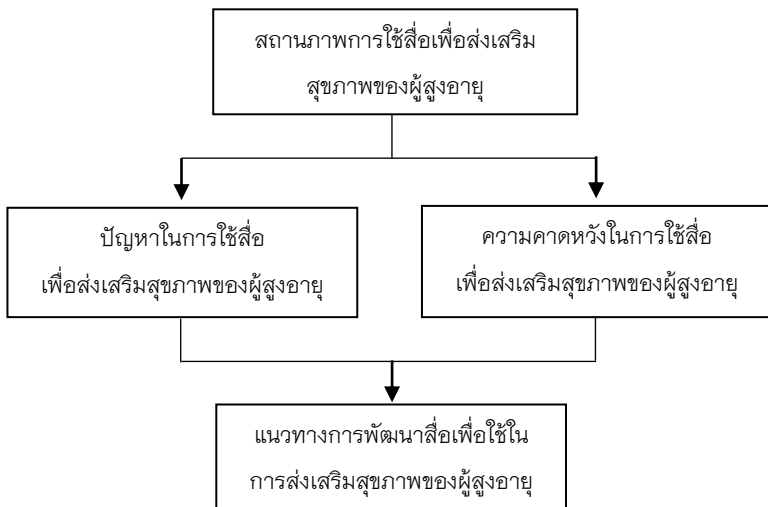 สถานภาพการใช้สื่อเพื่อส่งเสริม
สุขภาพของผู้สูงอายุ
ปัญหาในการใช้สื่อ
เพื่อส่งเสริมสุขภาพของผู้สูงอายุ
ความคาดหวังในการใช้สื่อ
เพื่อส่งเสริมสุขภาพของผู้สูงอายุ
แนวทางการพัฒนาสื่อเพื่อใช้ใน
การส่งเสริมสุขภาพของผู้สูงอายุ